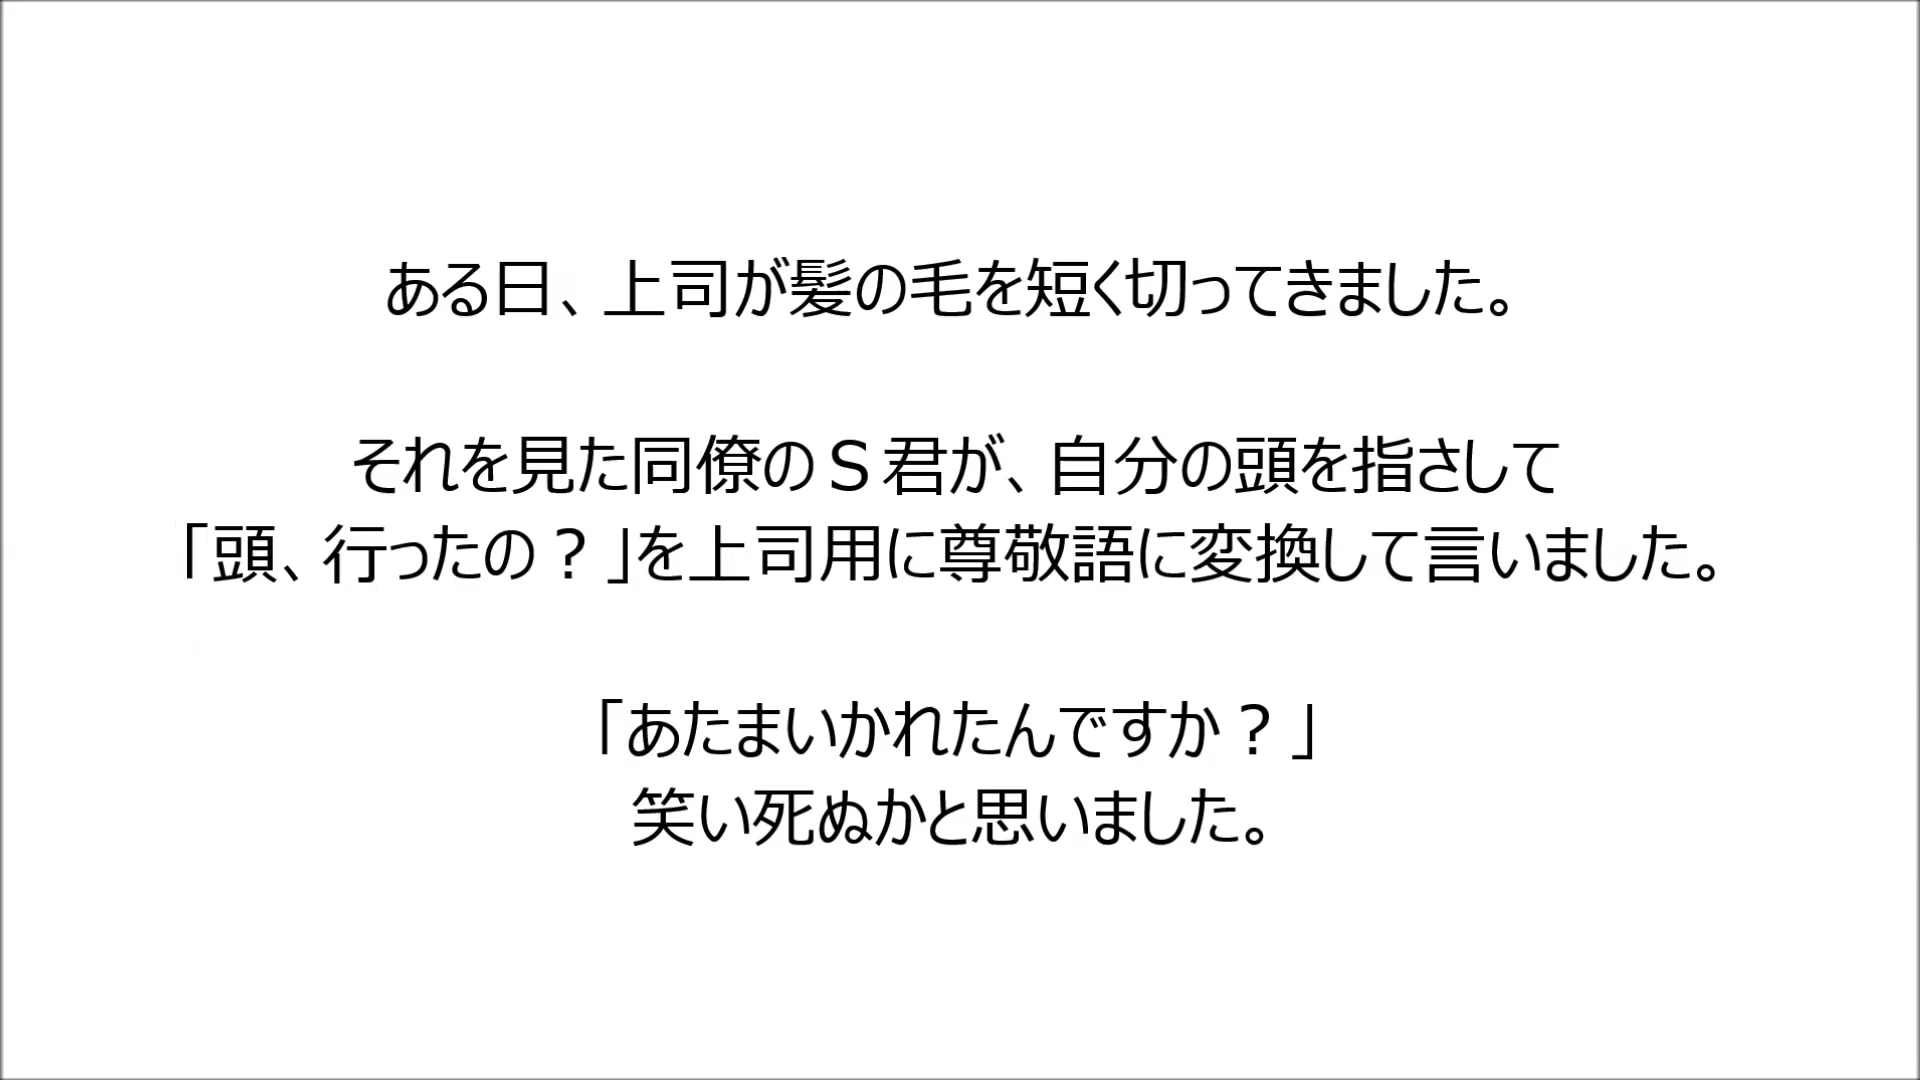 ある日、上司が髪の毛を短く切ってきました。
それを見た同僚のＳ君が、自分の頭を指さして
「頭、行ったの？」を上司用に尊敬語に変換して言いました。
「あたまいかれたんですか？」
笑い死ぬかと思いました。